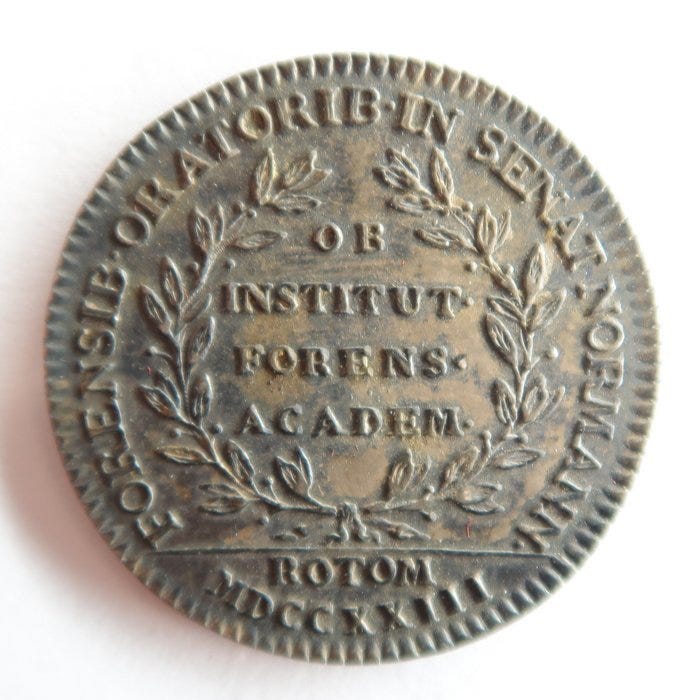 FORENSIB·ORATORIB·IN SENAT NORMANN.
OB
INSTITUT·
FORENS·
ACADEM·
ROTOM
MDCCXXIII